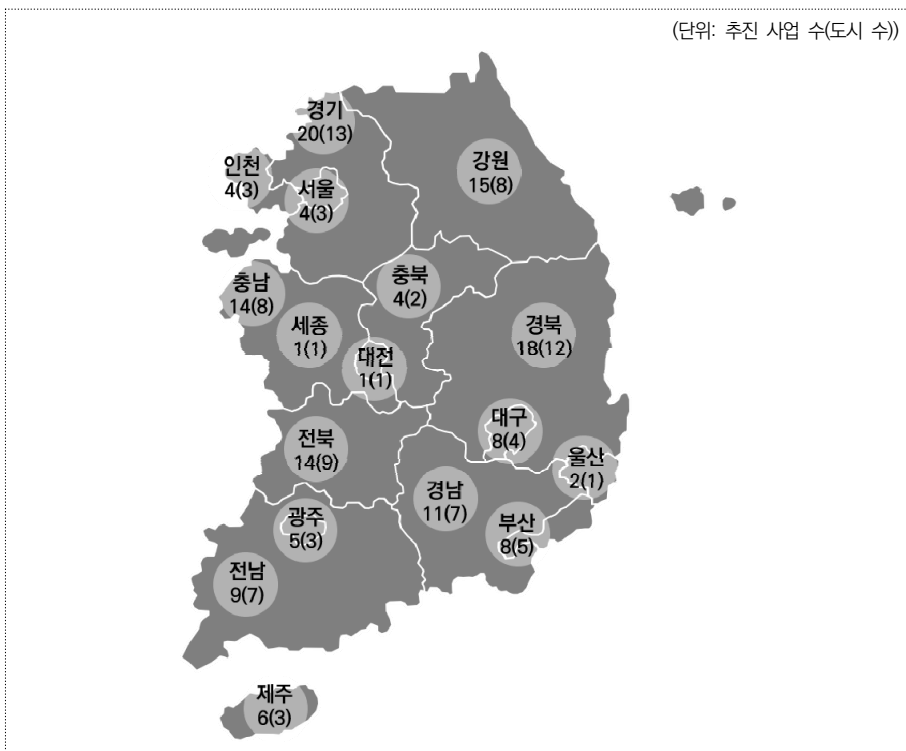 (단위: 추진 사업 수(도시 수))
경기
20(13)
강원
15(8)
인천
4(3)
서울
4(3)
충남
14(8)
충북
4(2)
세종
1(1)
경북
18(12)
대전
1(1)
대구
8(4)
전북
14(9)
울산
2(1)
경남
11(7)
광주
5(3)
부산
8(5)
전남
9(7)
제주
6(3)